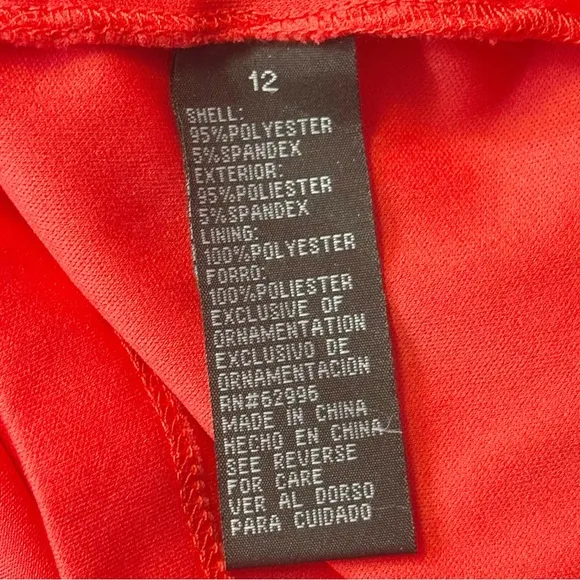 12
SHELL:
95%POLYESTER
5%SPANDEX
EXTERIOR:
95%POLIESTER
5%SPANDEX
LINING:
100%POLYESTER
FORRO:
100%POLIESTER
EXCLUSIVE OF
ORNAMENTATION
EXCLUSIVO DE
ORNAMENTACION
RN#62996
MADE IN CHINA
HECHO EN CHINA
SEE REVERSE
FOR CARE
VER AL DORSO
PARA CUIDADO